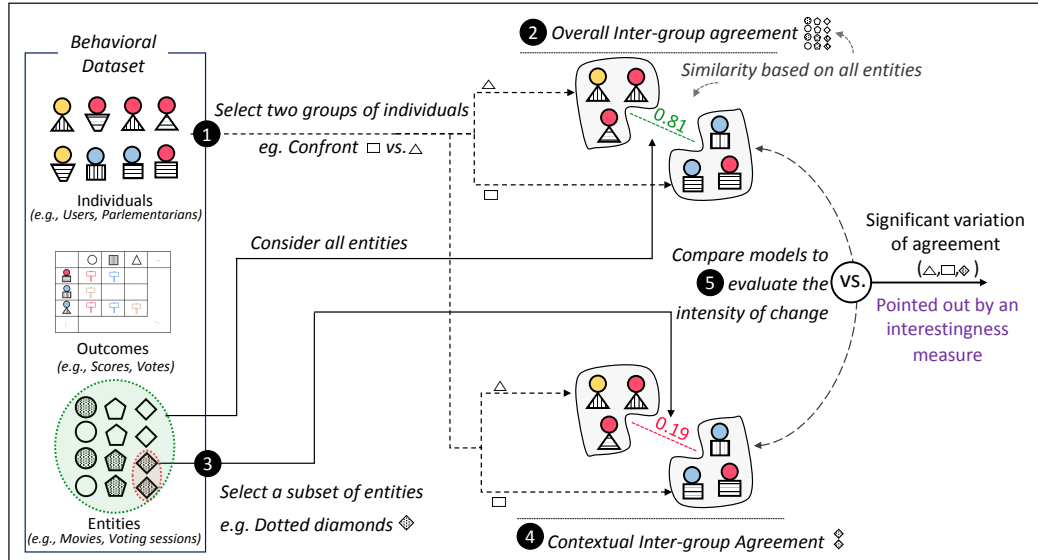 Behavioral
Dataset
Individuals
(e.g., Users, Parlementarians)
Outcomes
(e.g., Scores, Votes)
Entities
(e.g., Movies, Voting sessions)
1
Select two groups of individuals
eg. Confront vs.
2 Overall Inter-group agreement
Similarity based on all entities
0.81
Consider all entities
3
Select a subset of entities
e.g. Dotted diamonds
0.19
4 Contextual Inter-group Agreement
Compare models to
5 evaluate the
intensity of change
vs.
Significant variation
of agreement
( , , )
Pointed out by an
interestingness
measure